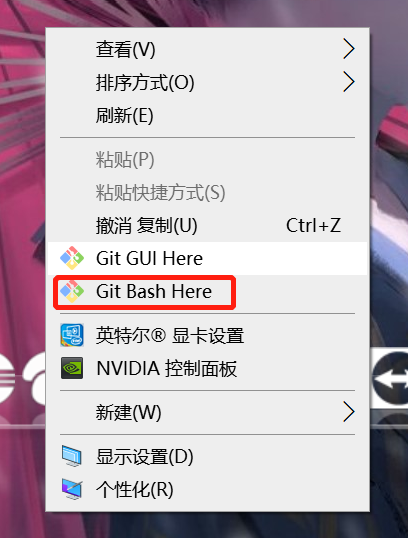 查看(V)
排序方式(O)
刷新(E)
粘贴(P)
粘贴快捷方式(S)
撤消 复制(U) Ctrl+Z
Git GUI Here
Git Bash Here
英特尔® 显卡设置
NVIDIA 控制面板
新建(W)
显示设置(D)
个性化(R)